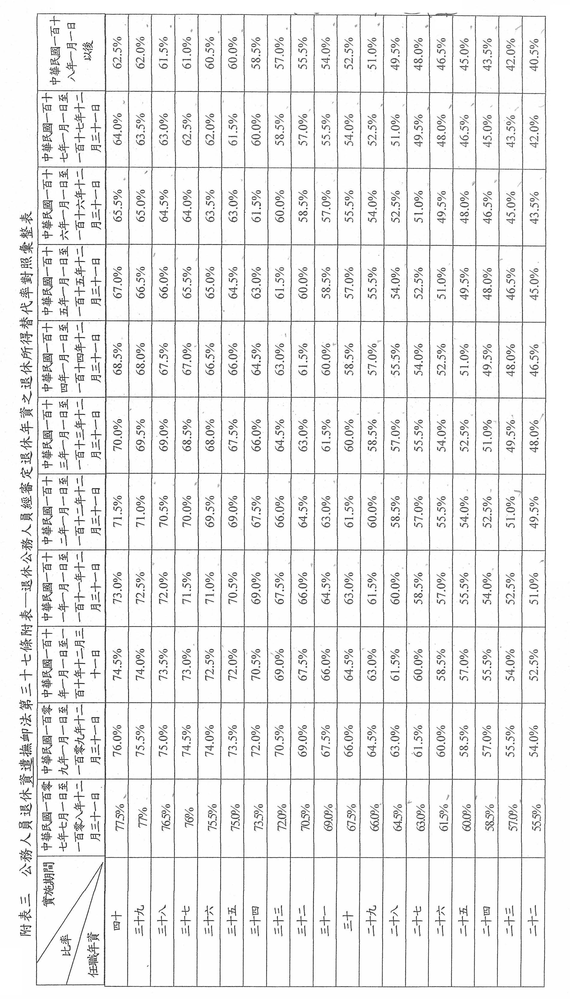 附表三　公務人員退休資遣撫卹法第三十七條附表—退休公務人員經審定退休年資之退休所得替代率對照彙整表
實施期間
比率
任職年資
中華民國一百零
七年七月一日至
一百零八年十二
月三十一日
中華民國一百零
九年一月一日至
一百零九年十二
月三十一日
中華民國一百十
年一月一日至一
百十年十二月三
十一日
中華民國一百十
一年一月一日至
一百十一年十二
月三十一日
中華民國一百十
二年一月一日至
一百十二年十二
月三十一日
中華民國一百十
三年一月一日至
一百十三年十二
月三十一日
中華民國一百十
四年一月一日至
一百十四年十二
月三十一日
中華民國一百十
五年一月一日至
一百十五年十二
月三十一日
中華民國一百十
六年一月一日至
一百十六年十二
月三十一日
中華民國一百十
七年一月一日至
一百十七年十二
月三十一日
中華民國一百十
八年一月一日
以後
四十 77.5% 76.0% 74.5% 73.0% 71.5% 70.0% 68.5% 67.0% 65.5% 64.0% 62.5%
三十九 77% 75.5% 74.0% 72.5% 71.0% 69.5% 68.0% 66.5% 65.0% 63.5% 62.0%
三十八 76.5% 75.0% 73.5% 72.0% 70.5% 69.0% 67.5% 66.0% 64.5% 63.0% 61.5%
三十七 76% 74.5% 73.0% 71.5% 70.0% 68.5% 67.0% 65.5% 64.0% 62.5% 61.0%
三十六 75.5% 74.0% 72.5% 71.0% 69.5% 68.0% 66.5% 65.0% 63.5% 62.0% 60.5%
三十五 75.0% 73.5% 72.0% 70.5% 69.0% 67.5% 66.0% 64.5% 63.0% 61.5% 60.0%
三十四 73.5% 72.0% 70.5% 69.0% 67.5% 66.0% 64.5% 63.0% 61.5% 60.0% 58.5%
三十三 72.0% 70.5% 69.0% 67.5% 66.0% 64.5% 63.0% 61.5% 60.0% 58.5% 57.0%
三十二 70.5% 69.0% 67.5% 66.0% 64.5% 63.0% 61.5% 60.0% 58.5% 57.0% 55.5%
三十一 69.0% 67.5% 66.0% 64.5% 63.0% 61.5% 60.0% 58.5% 57.0% 55.5% 54.0%
三十 67.5% 66.0% 64.5% 63.0% 61.5% 60.0% 58.5% 57.0% 55.5% 54.0% 52.5%
二十九 66.0% 64.5% 63.0% 61.5% 60.0% 58.5% 57.0% 55.5% 54.0% 52.5% 51.0%
二十八 64.5% 63.0% 61.5% 60.0% 58.5% 57.0% 55.5% 54.0% 52.5% 51.0% 49.5%
二十七 63.0% 61.5% 60.0% 58.5% 57.0% 55.5% 54.0% 52.5% 51.0% 49.5% 48.0%
二十六 61.5% 60.0% 58.5% 57.0% 55.5% 54.0% 52.5% 51.0% 49.5% 48.0% 46.5%
二十五 60.0% 58.5% 57.0% 55.5% 54.0% 52.5% 51.0% 49.5% 48.0% 46.5% 45.0%
二十四 58.5% 57.0% 55.5% 54.0% 52.5% 51.0% 49.5% 48.0% 46.5% 45.0% 43.5%
二十三 57.0% 55.5% 54.0% 52.5% 51.0% 49.5% 48.0% 46.5% 45.0% 43.5% 42.0%
二十二 55.5% 54.0% 52.5% 51.0% 49.5% 48.0% 46.5% 45.0% 43.5% 42.0% 40.5%